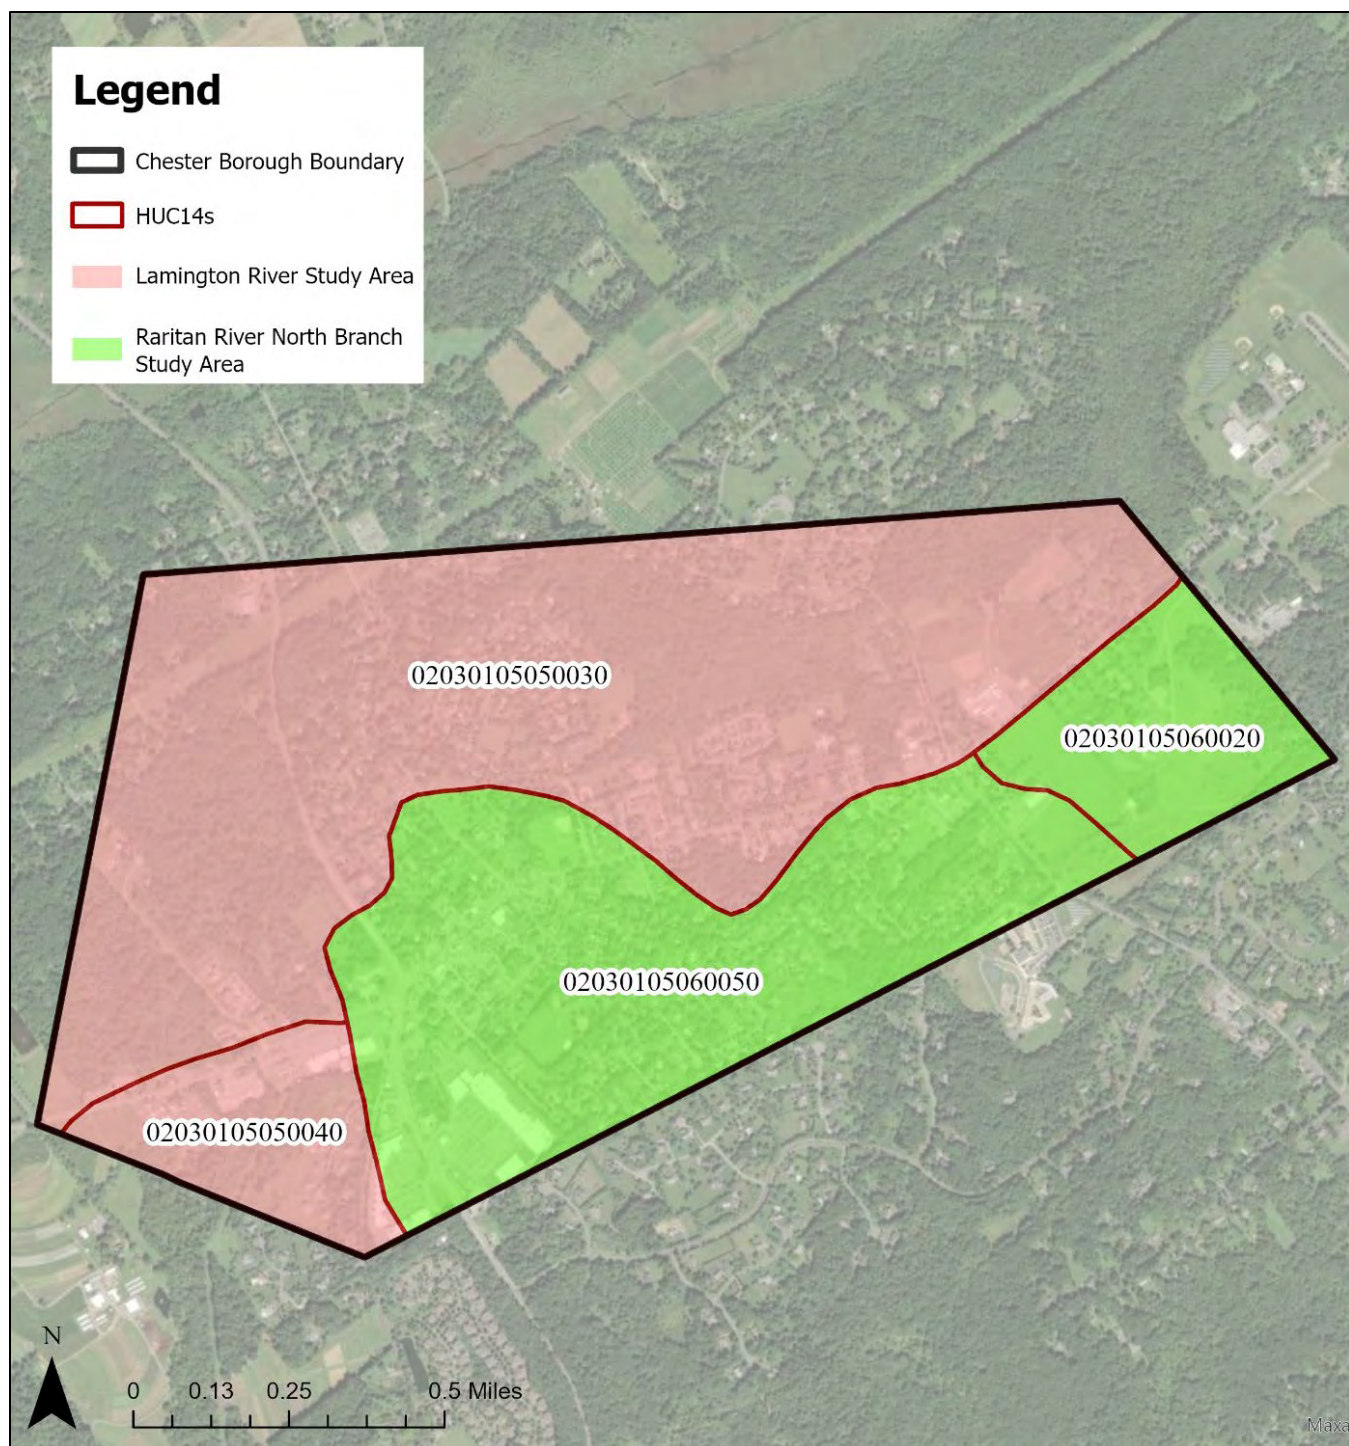 Legend
Chester Borough Boundary
HUC14s
Lamington River Study Area
Raritan River North Branch
Study Area
02030105050030
02030105060020
02030105060050
02030105050040
N
0 0.13 0.25 0.5 Miles